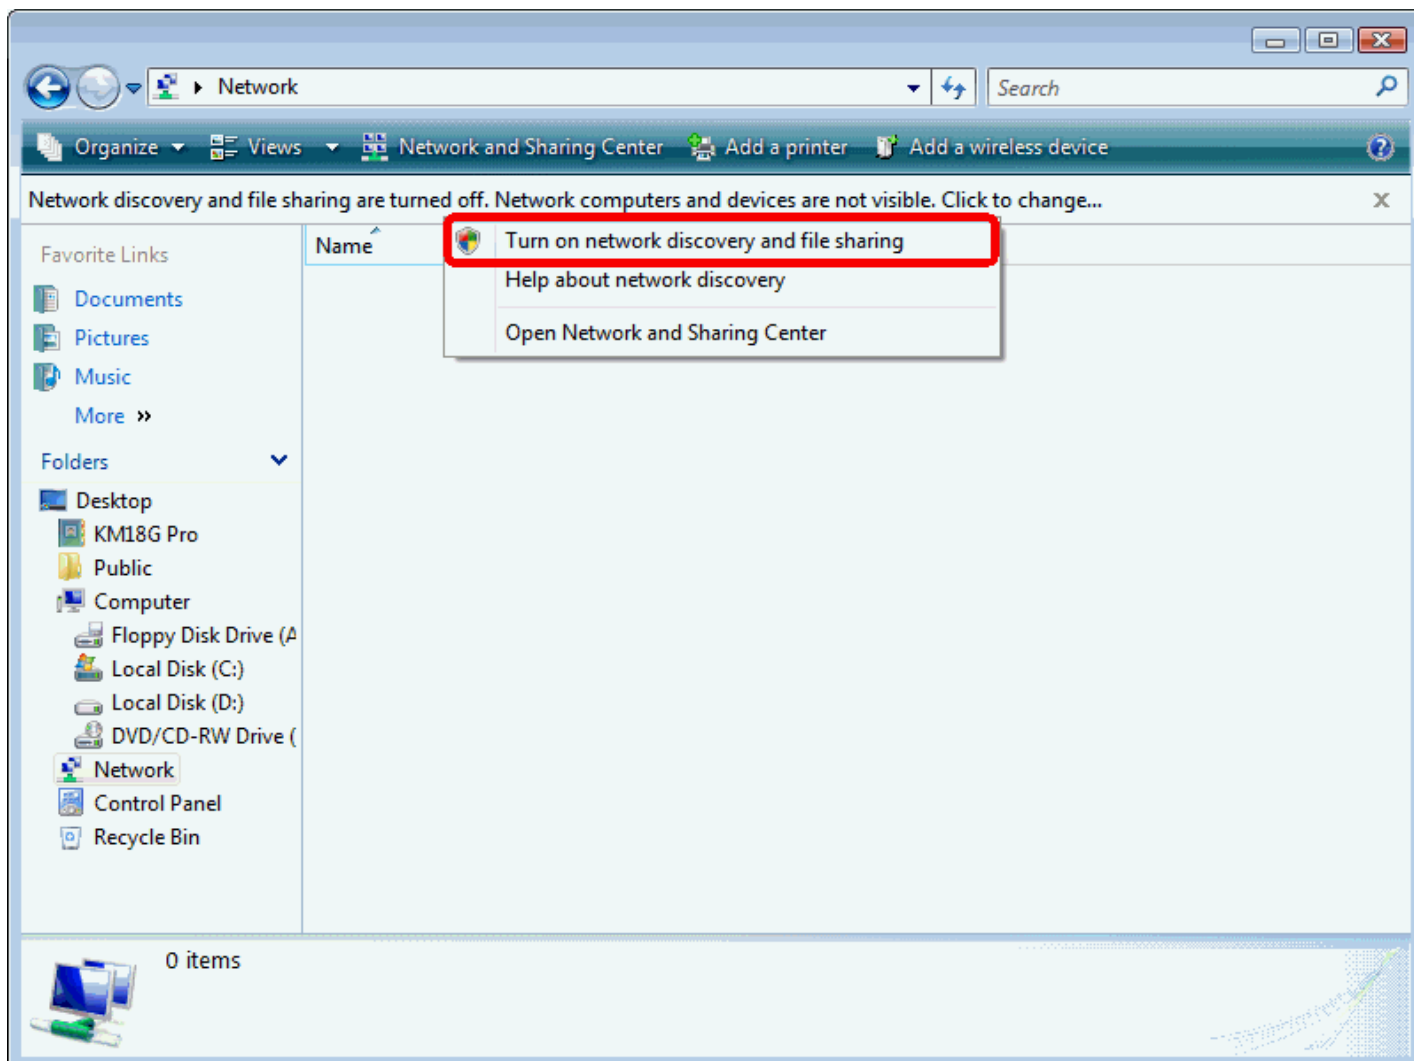 Network
Search
Organize
Views
Network and Sharing Center
Add a printer
Add a wireless device
Network discovery and file sharing are turned off. Network computers and devices are not visible. Click to change...
Name
Turn on network discovery and file sharing
Help about network discovery
Open Network and Sharing Center
Favorite Links
Documents
Pictures
Music
More »
Folders
Desktop
KM18G Pro
Public
Computer
Floppy Disk Drive (A
Local Disk (C:)
Local Disk (D:)
DVD/CD-RW Drive (
Network
Control Panel
Recycle Bin
0 items